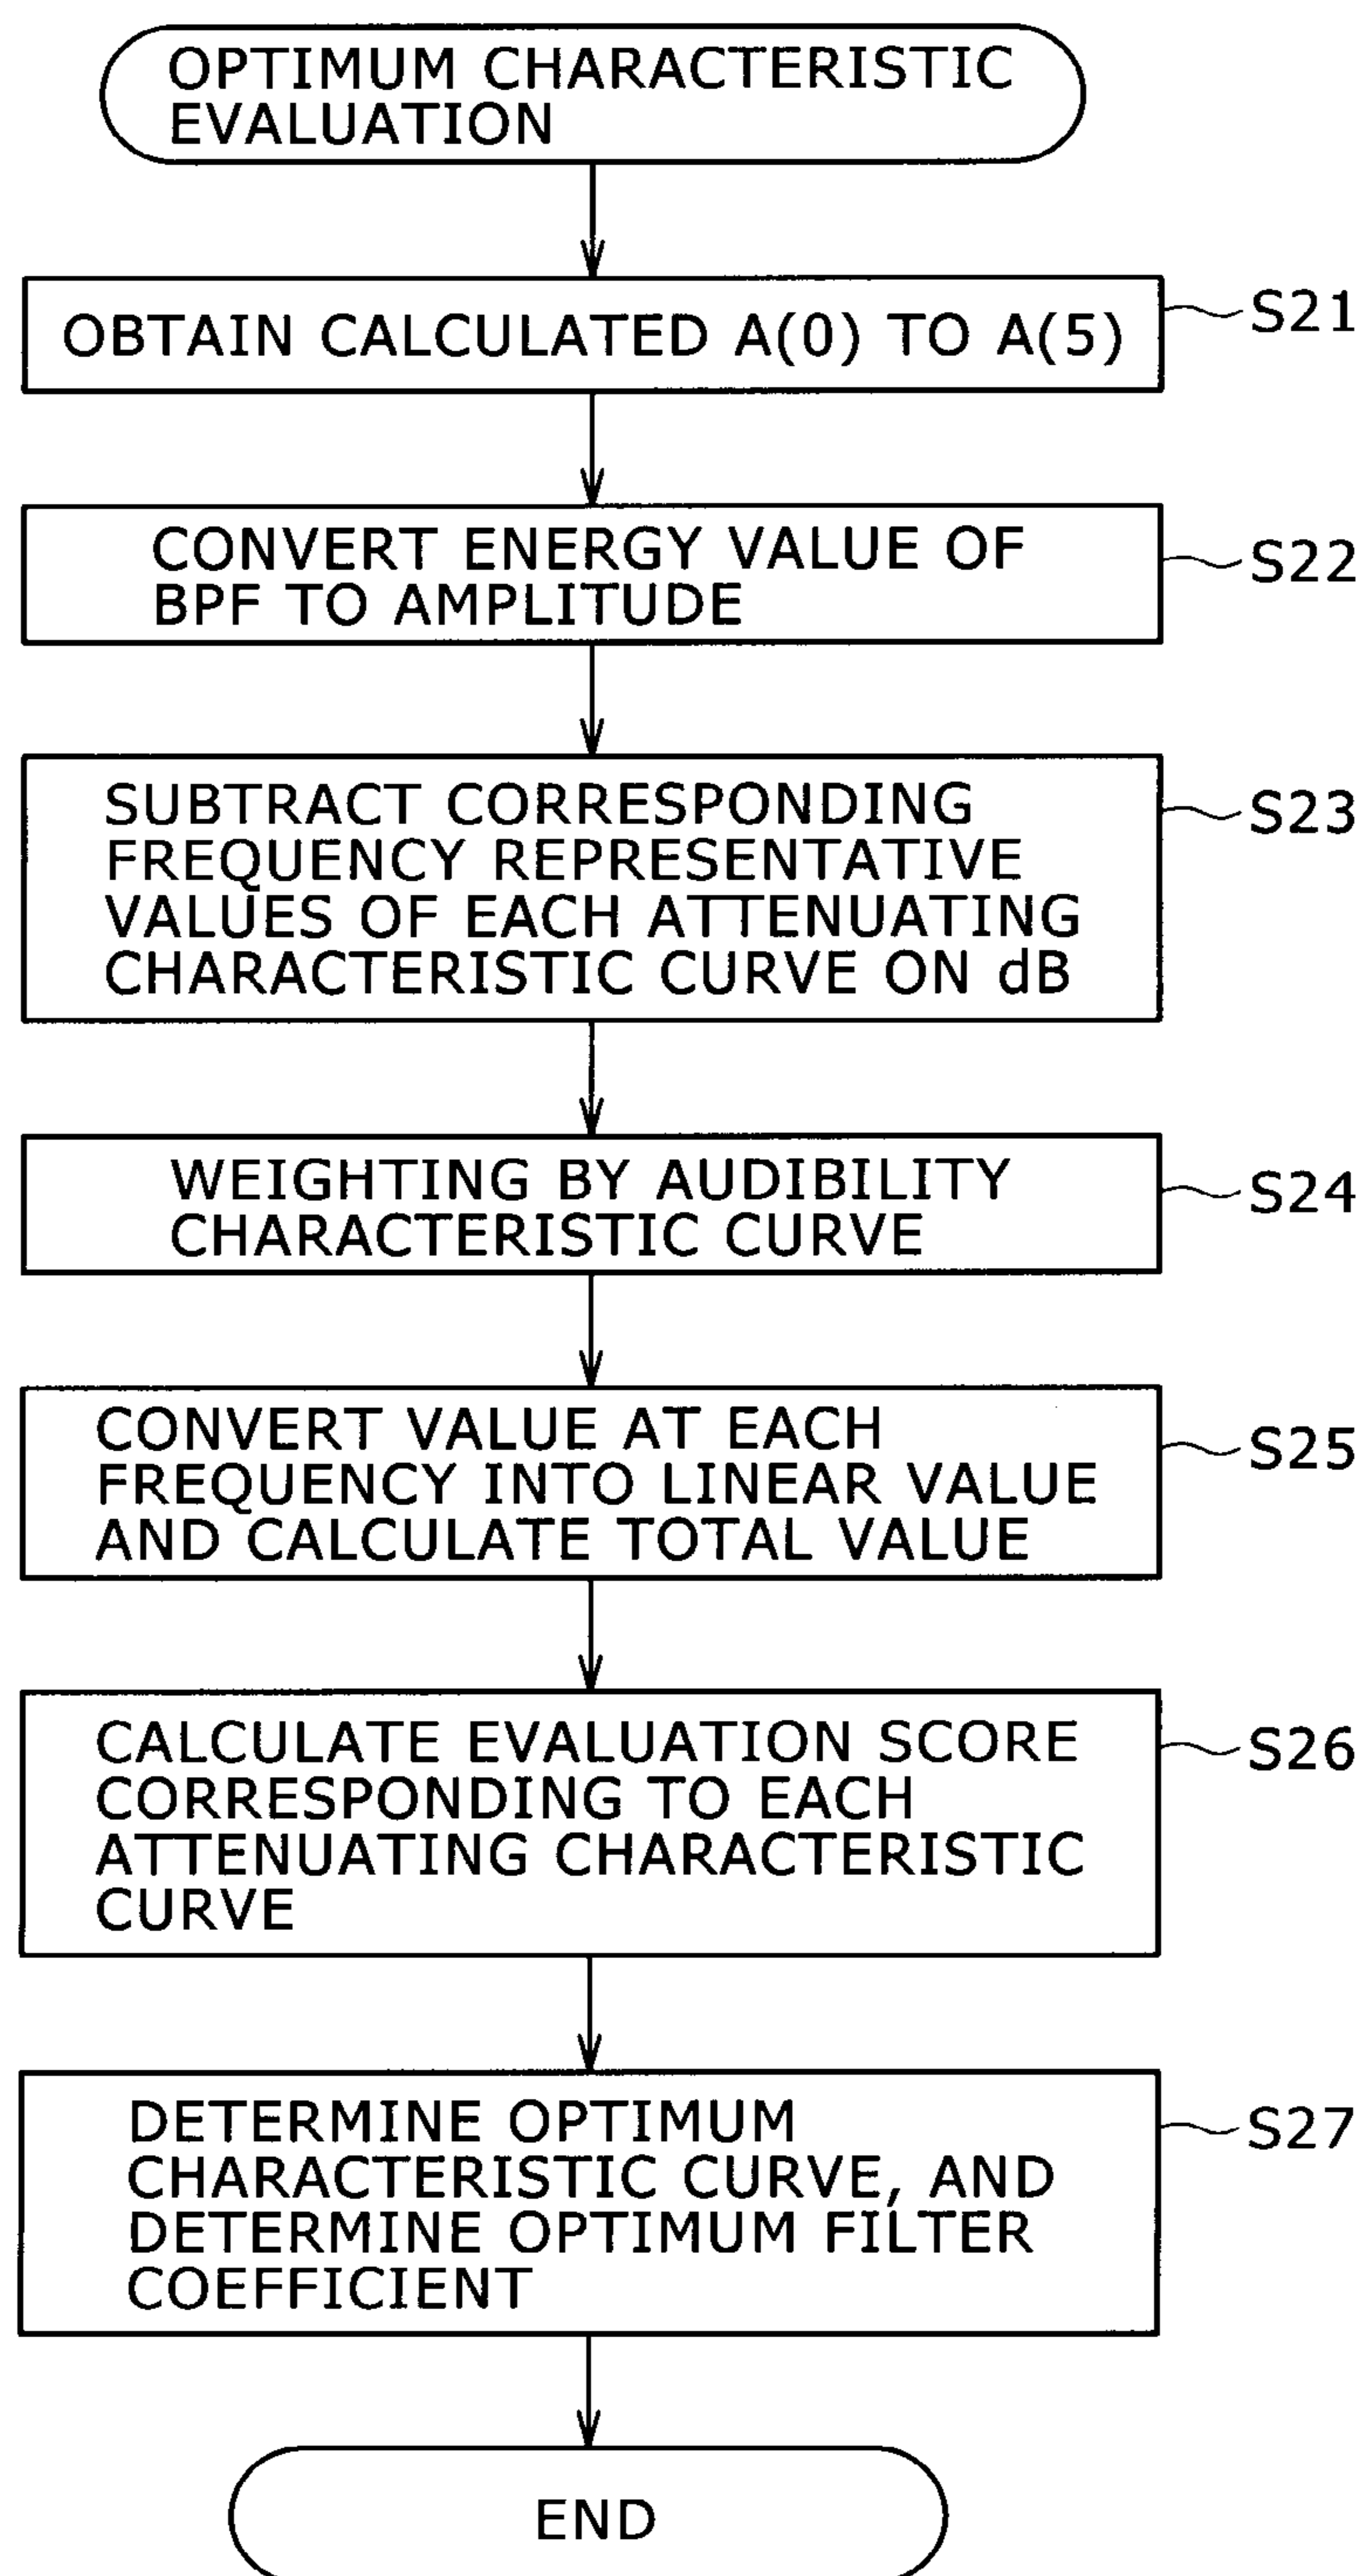 OPTIMUM CHARACTERISTIC
EVALUATION
OBTAIN CALCULATED A(0) TO A(5)
S21
CONVERT ENERGY VALUE OF
BPF TO AMPLITUDE
S22
SUBTRACT CORRESPONDING
FREQUENCY REPRESENTATIVE
VALUES OF EACH ATTENUATING
CHARACTERISTIC CURVE ON dB
S23
WEIGHTING BY AUDIBILITY
CHARACTERISTIC CURVE
S24
CONVERT VALUE AT EACH
FREQUENCY INTO LINEAR VALUE
AND CALCULATE TOTAL VALUE
S25
CALCULATE EVALUATION SCORE
CORRESPONDING TO EACH
ATTENUATING CHARACTERISTIC
CURVE
S26
DETERMINE OPTIMUM
CHARACTERISTIC CURVE, AND
DETERMINE OPTIMUM FILTER
COEFFICIENT
S27
END